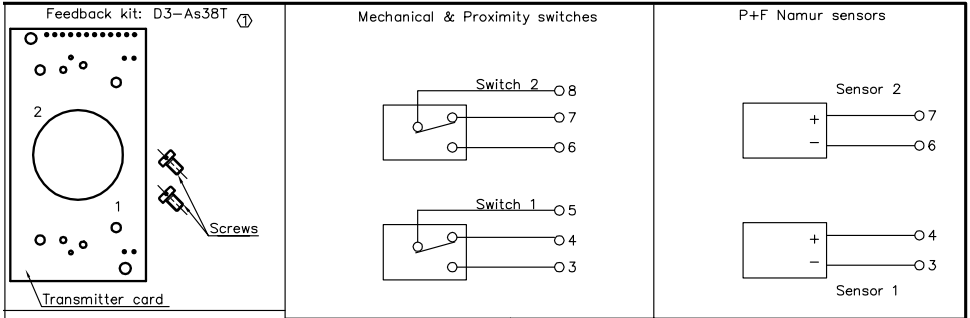 Feedback kit: D3-As38T 1
2
1
Screws
Transmitter card
Mechanical & Proximity switches
Switch 2
8
7
6
Switch 1
5
4
3
P+F Namur sensors
Sensor 2
+
7
−
6
+
4
−
3
Sensor 1